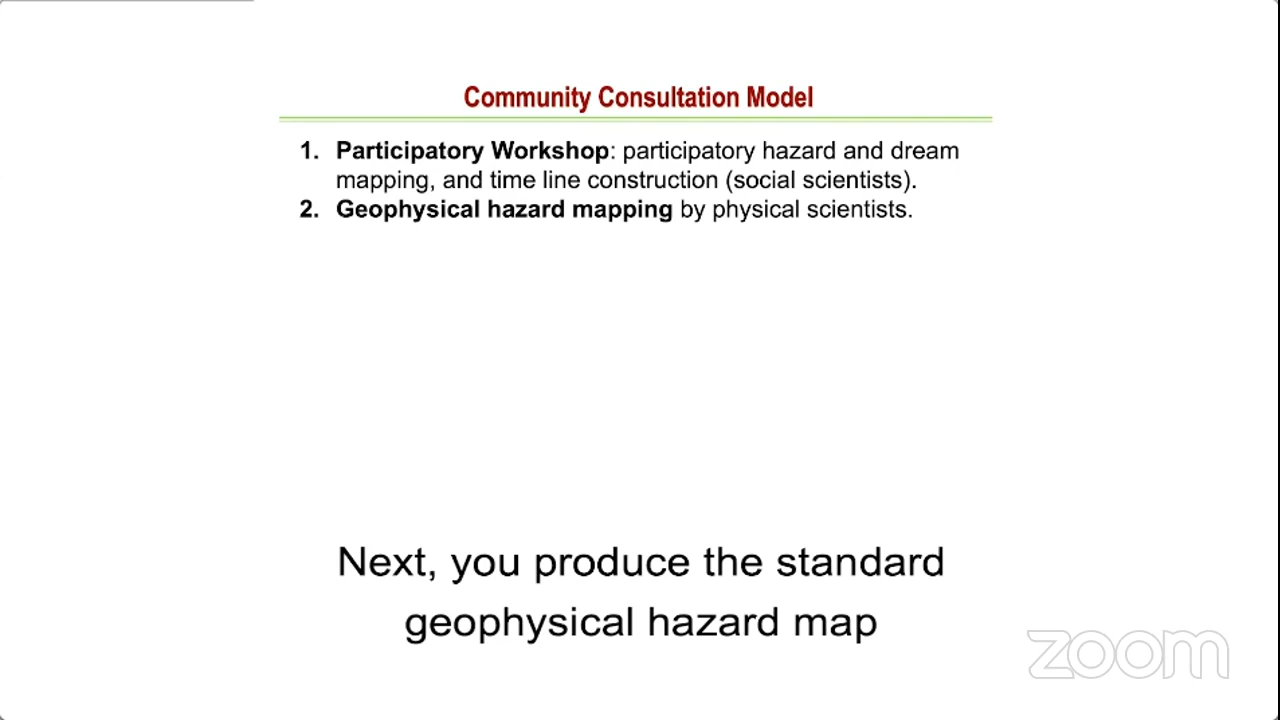 Community Consultation Model
1. Participatory Workshop: participatory hazard and dream
mapping, and time line construction (social scientists).
2. Geophysical hazard mapping by physical scientists.
Next, you produce the standard
geophysical hazard map
zoom